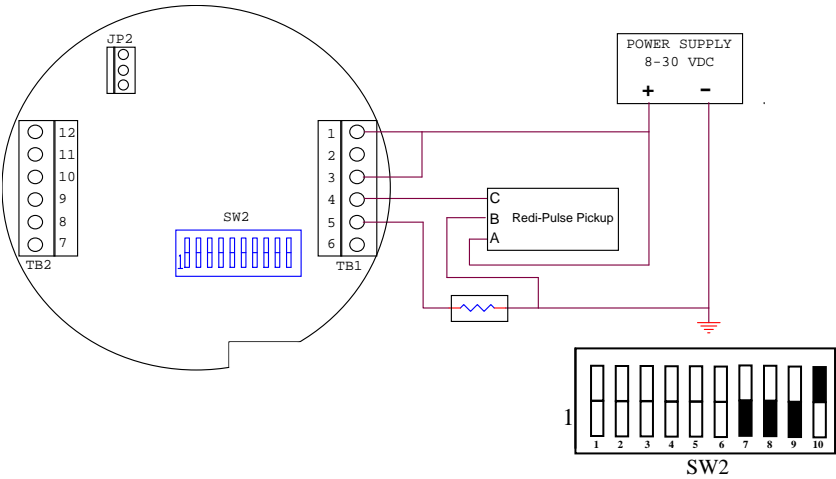 JP2
POWER SUPPLY
8-30 VDC
+ -
12
11
10
9
8
7
TB2
1
2
3
4
5
6
TB1
SW2
1
C
B
A
Redi-Pulse Pickup
1
1 2 3 4 5 6 7 8 9 10
SW2